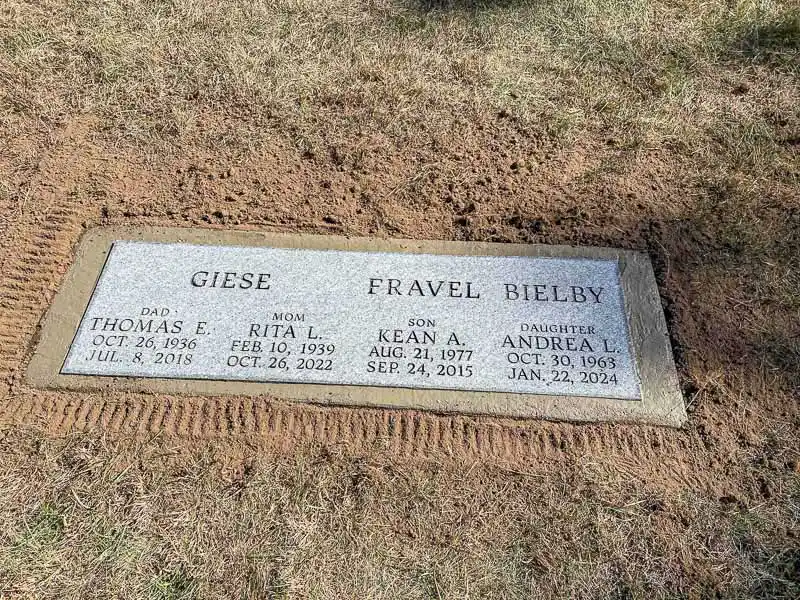 GIESE FRAVEL BIELBY
DAD MOM SON DAUGHTER
THOMAS E. RITA L. KEAN A. ANDREA L.
OCT. 26, 1936 FEB. 10, 1939 AUG. 21, 1977 OCT. 30, 1963
JUL. 8, 2018 OCT. 26, 2022 SEP. 24, 2015 JAN. 22, 2024